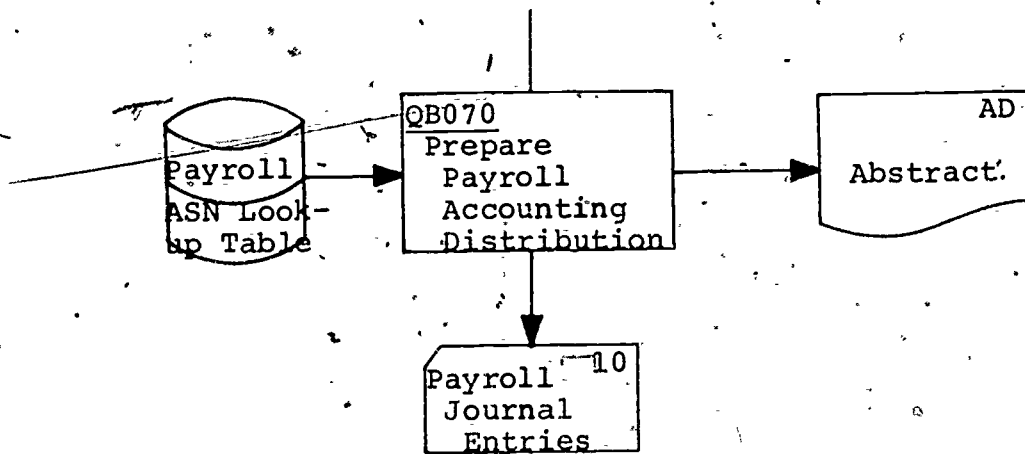 Payroll
ASN Look-
up Table
QB070
Prepare
Payroll
Accounting
Distribution
AD
Abstract.
10
Payroll
Journal
Entries